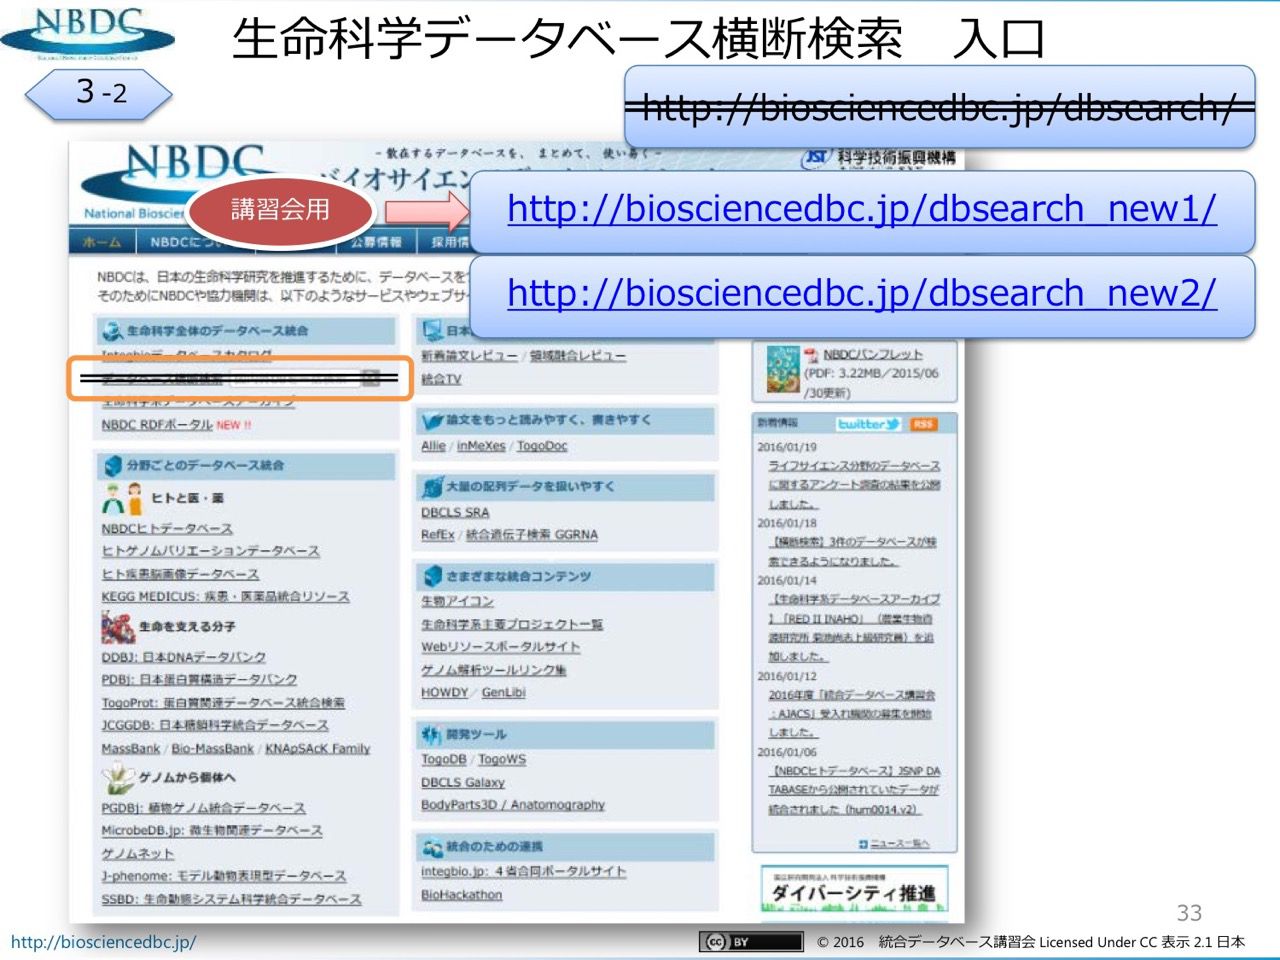 NBDC
生命科学データベース横断検索　入口
3-2
http://biosciencedbc.jp/dbsearch/
NBDC
- 散在するデータベースを、まとめて、使い易く -
JST 科学技術振興機構
バイオサイエン
National Bioscien
講習会用
http://biosciencedbc.jp/dbsearch_new1/
http://biosciencedbc.jp/dbsearch_new2/
ホーム
NBDCについ
公募情報
採用情
NBDCは、日本の生命科学研究を推進するために、データベースを
そのためにNBDCや協力機関は、以下のようなサービスやウェブサ
生命科学全体のデータベース統合
Integbioデータベースカタログ
データベース横断検索
生命科学系データベースアーカイブ
NBDC RDFポータル NEW !!
分野ごとのデータベース統合
ヒトと医・薬
NBDCヒトデータベース
ヒトゲノムバリエーションデータベース
ヒト疾患脳画像データベース
KEGG MEDICUS: 疾患・医薬品統合リソース
生命を支える分子
DDBJ: 日本DNAデータバンク
PDBj: 日本蛋白質構造データバンク
TogoProt: 蛋白質関連データベース統合検索
JCGGDB: 日本糖鎖科学統合データベース
MassBank / Bio-MassBank / KNApSAcK Family
ゲノムから個体へ
PGDBj: 植物ゲノム統合データベース
MicrobeDB.jp: 微生物関連データベース
ゲノムネット
J-phenome: モデル動物表現型データベース
SSBD: 生命動態システム科学統合データベース
日本
新着論文レビュー / 領域融合レビュー
統合TV
論文をもっと読みやすく、書きやすく
Allie / inMeXes / TogoDoc
大量の配列データを扱いやすく
DBCLS SRA
RefEx / 統合遺伝子検索 GGRNA
さまざまな統合コンテンツ
生物アイコン
生命科学系主要プロジェクト一覧
Webリソースポータルサイト
ゲノム解析ツールリンク集
HOWDY / GenLibi
開発ツール
TogoDB / TogoWS
DBCLS Galaxy
BodyParts3D / Anatomography
統合のための連携
integbio.jp: 4省合同ポータルサイト
BioHackathon
NBDCパンフレット
(PDF: 3.22MB／2015/06
/30更新)
新着情報
twitter
RSS
2016/01/19
ライフサイエンス分野のデータベース
に関するアンケート調査の結果を公開
しました。
2016/01/18
【横断検索】3件のデータベースが検
索できるようになりました。
2016/01/14
【生命科学系データベースアーカイブ
】「RED II INAHO」（農業生物資
源研究所 菊池尚志上級研究員）を追
加しました。
2016/01/12
2016年度「統合データベース講習会
: AJACS」受入れ機関の募集を開始
しました。
2016/01/06
【NBDCヒトデータベース】JSNP DA
TABASEから公開されていたデータが
統合されました（hum0014.v2）
ニュース一覧へ
国立研究開発法人 科学技術振興機構
ダイバーシティ推進
33
http://biosciencedbc.jp/
cc BY
© 2016　統合データベース講習会 Licensed Under CC 表示 2.1 日本